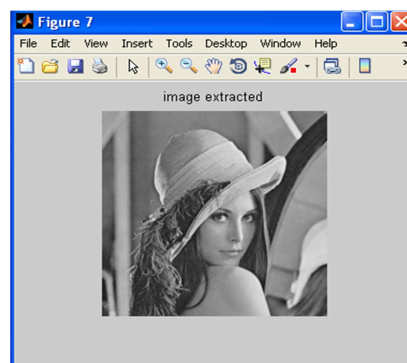 Figure 7
File Edit View Insert Tools Desktop Window Help
image extracted